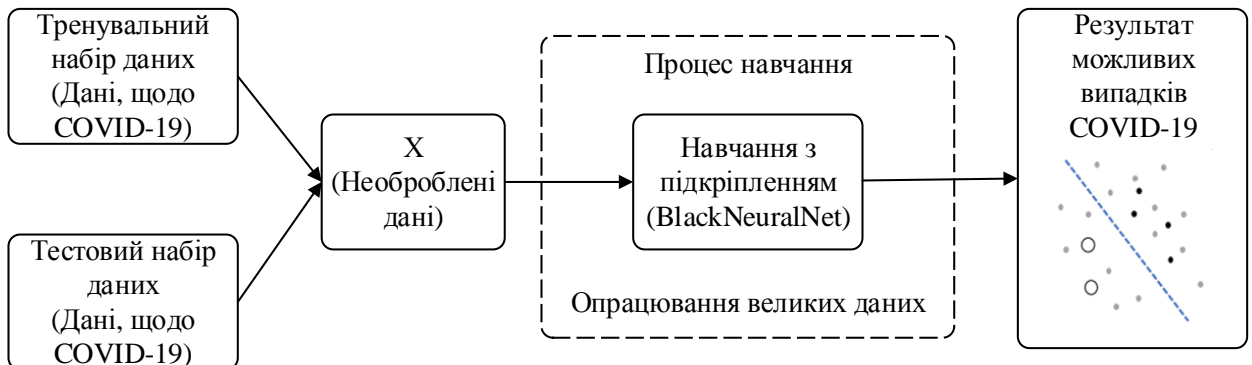 Тренувальний
набір даних
(Дані, щодо
COVID-19)
Тестовий набір
даних
(Дані, щодо
COVID-19)
X
(Необроблені
дані)
Процес навчання
Навчання з
підкріпленням
(BlackNeuralNet)
Опрацювання великих даних
Результат
можливих
випадків
COVID-19